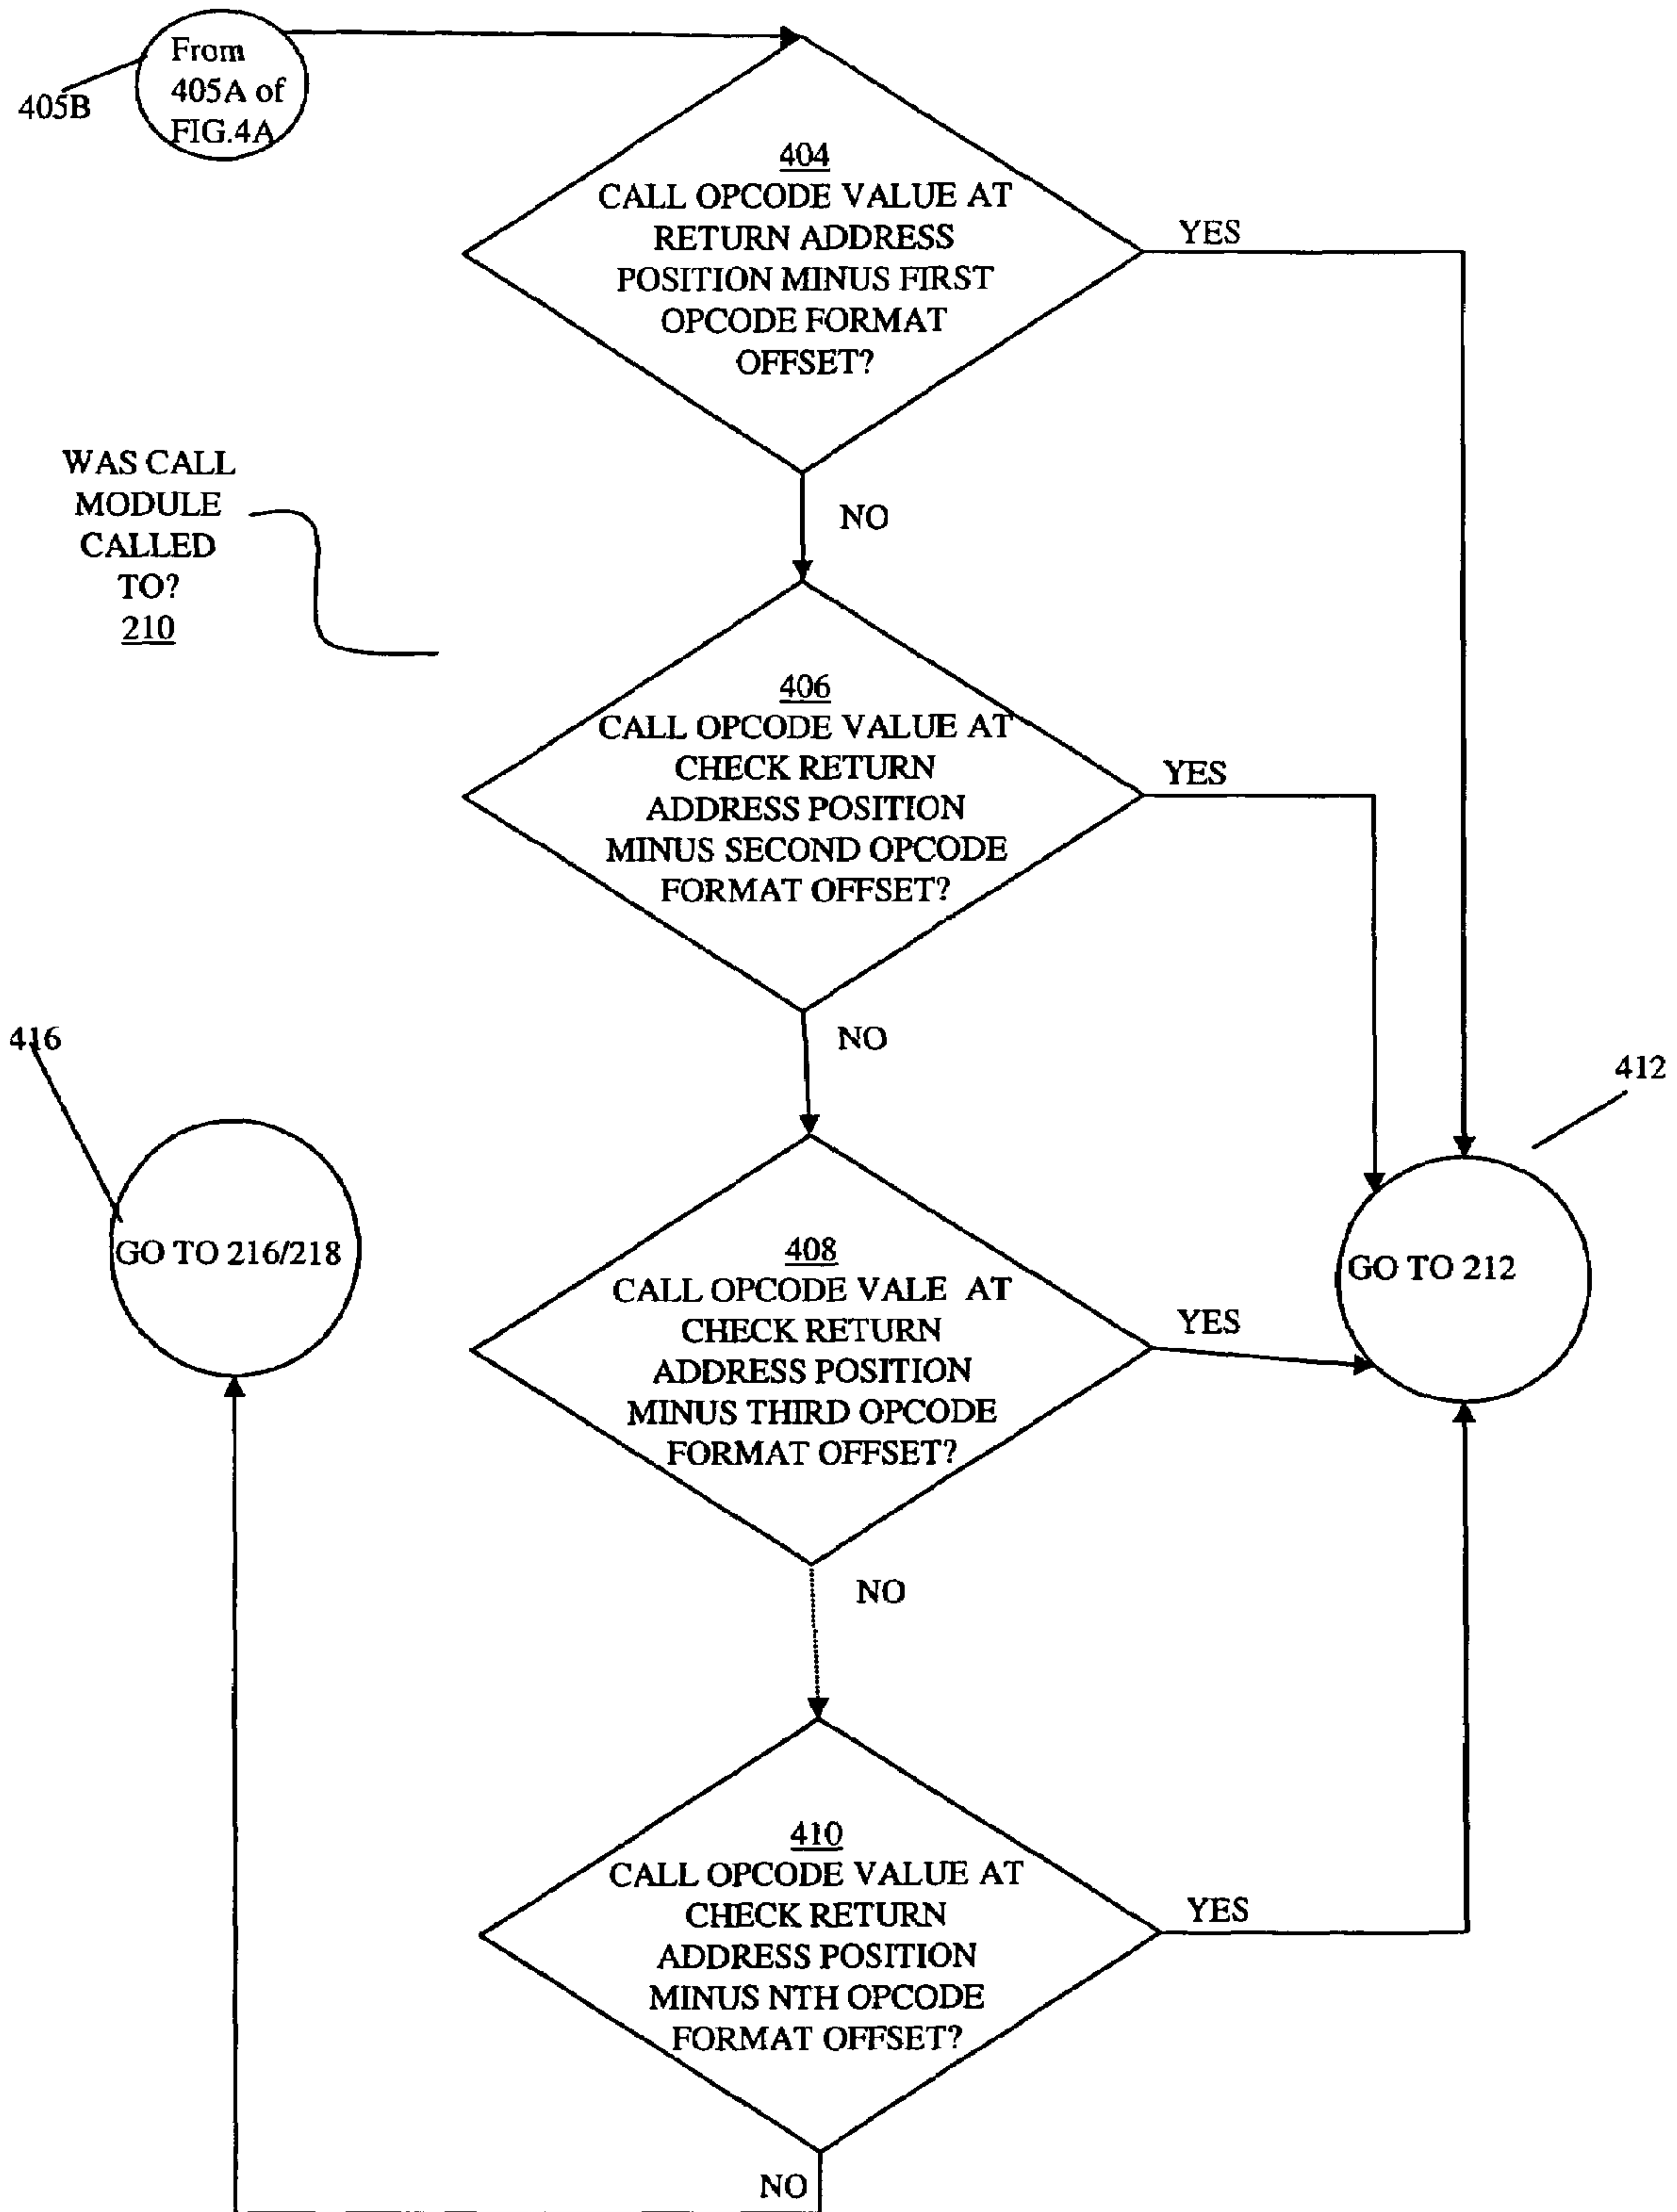 From
405A of
FIG.4A
405B
404
CALL OPCODE VALUE AT
RETURN ADDRESS
POSITION MINUS FIRST
OPCODE FORMAT
OFFSET?
YES
NO
WAS CALL
MODULE
CALLED
TO?
210
406
CALL OPCODE VALUE AT
CHECK RETURN
ADDRESS POSITION
MINUS SECOND OPCODE
FORMAT OFFSET?
YES
NO
416
412
GO TO 216/218
408
CALL OPCODE VALE AT
CHECK RETURN
ADDRESS POSITION
MINUS THIRD OPCODE
FORMAT OFFSET?
YES
GO TO 212
NO
410
CALL OPCODE VALUE AT
CHECK RETURN
ADDRESS POSITION
MINUS NTH OPCODE
FORMAT OFFSET?
YES
NO